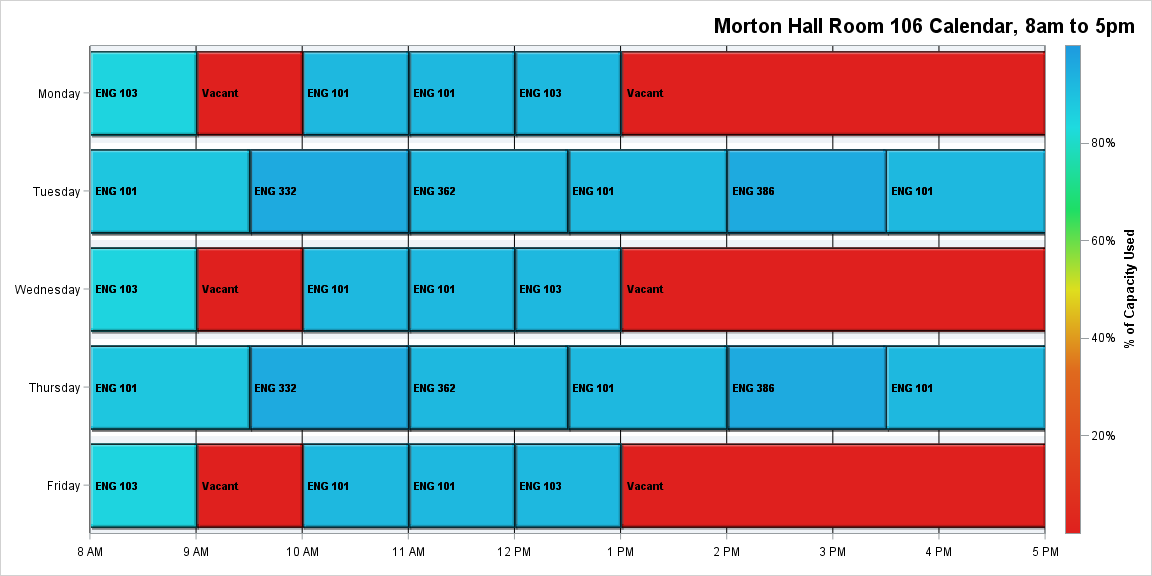 Morton Hall Room 106 Calendar, 8am to 5pm
Monday ENG 103 Vacant ENG 101 ENG 101 ENG 103 Vacant
Tuesday ENG 101 ENG 332 ENG 362 ENG 101 ENG 386 ENG 101
Wednesday ENG 103 Vacant ENG 101 ENG 101 ENG 103 Vacant
Thursday ENG 101 ENG 332 ENG 362 ENG 101 ENG 386 ENG 101
Friday ENG 103 Vacant ENG 101 ENG 101 ENG 103 Vacant
8 AM 9 AM 10 AM 11 AM 12 PM 1 PM 2 PM 3 PM 4 PM 5 PM
80%
60%
40%
20%
% of Capacity Used